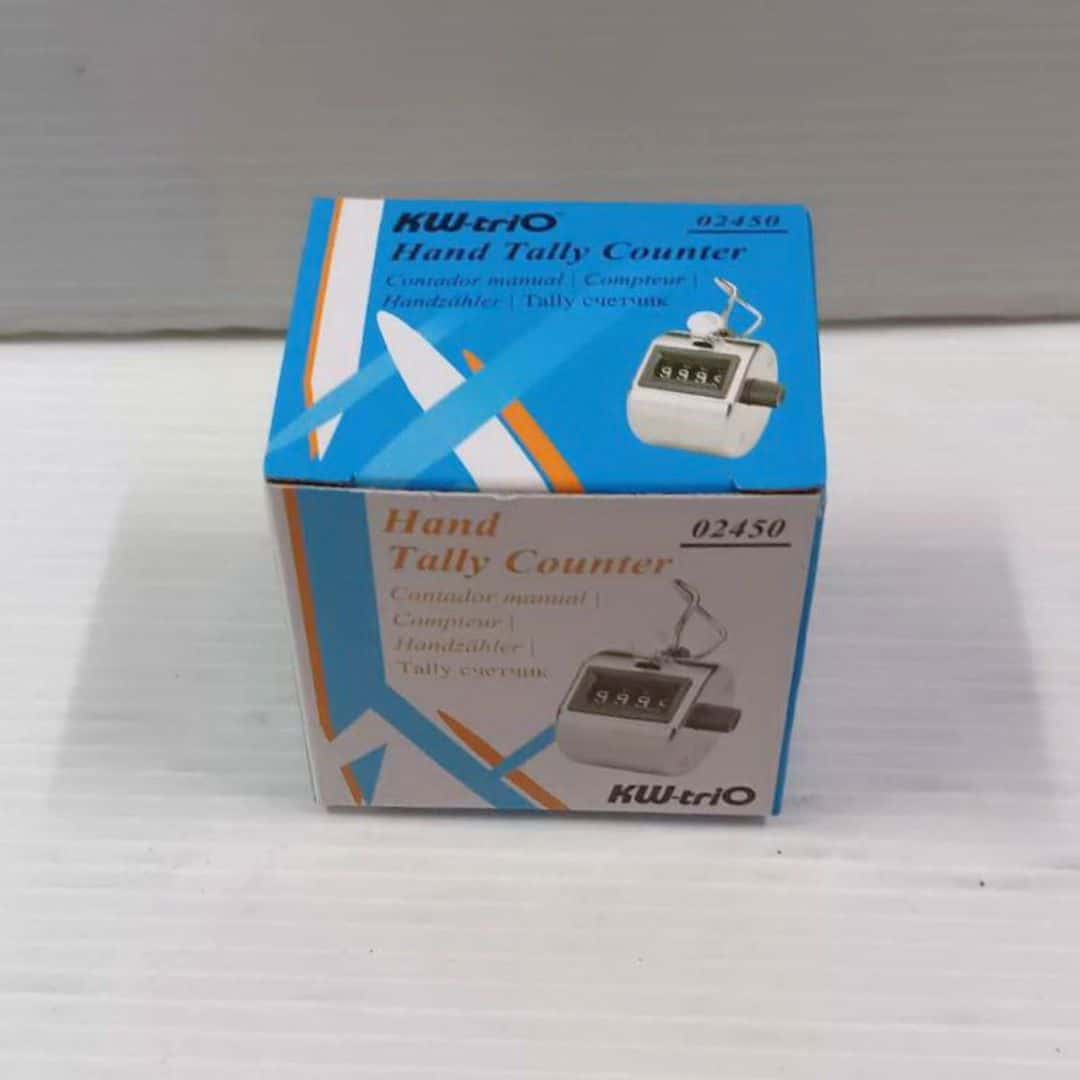 KW-triO
02450
Hand Tally Counter
Contador manual | Compteur |
Handzähler | Tally счетчик
Hand
Tally Counter
02450
Contador manual |
Compteur |
Handzähler |
Tally счетчик
KW-triO